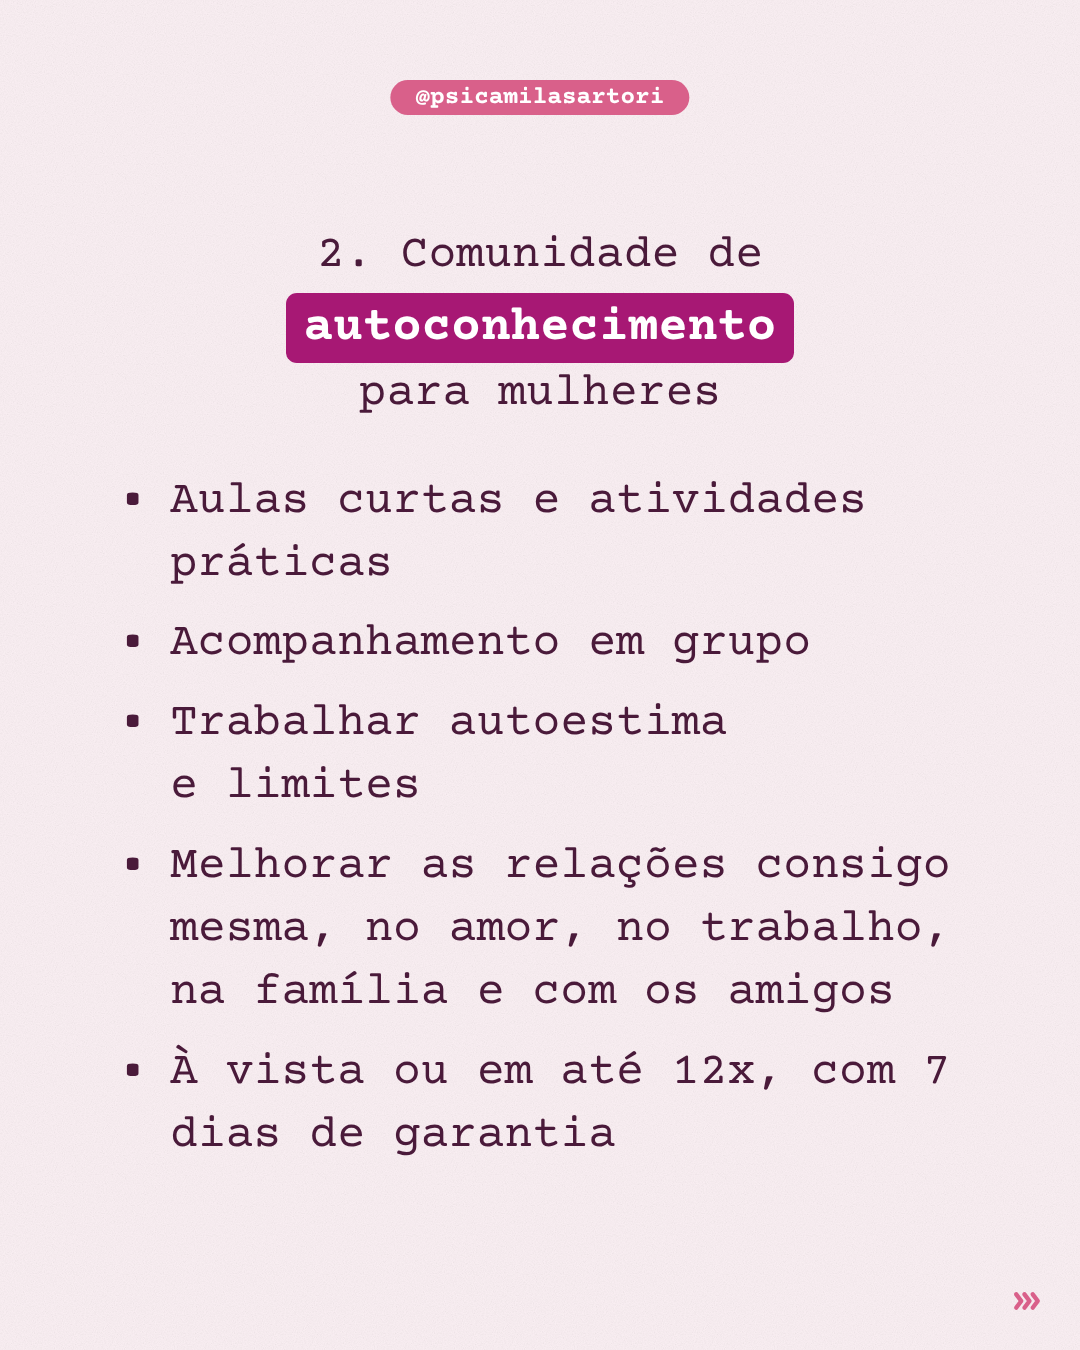 @psicamilasartori
2. Comunidade de
autoconhecimento
para mulheres
▪ Aulas curtas e atividades
práticas
▪ Acompanhamento em grupo
▪ Trabalhar autoestima
e limites
▪ Melhorar as relações consigo
mesma, no amor, no trabalho,
na família e com os amigos
▪ À vista ou em até 12x, com 7
dias de garantia